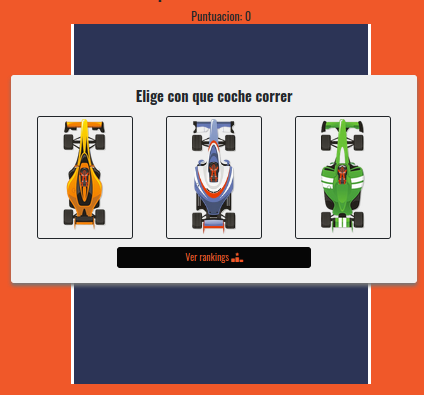 Puntuacion: 0
Elige con que coche correr
Ver rankings